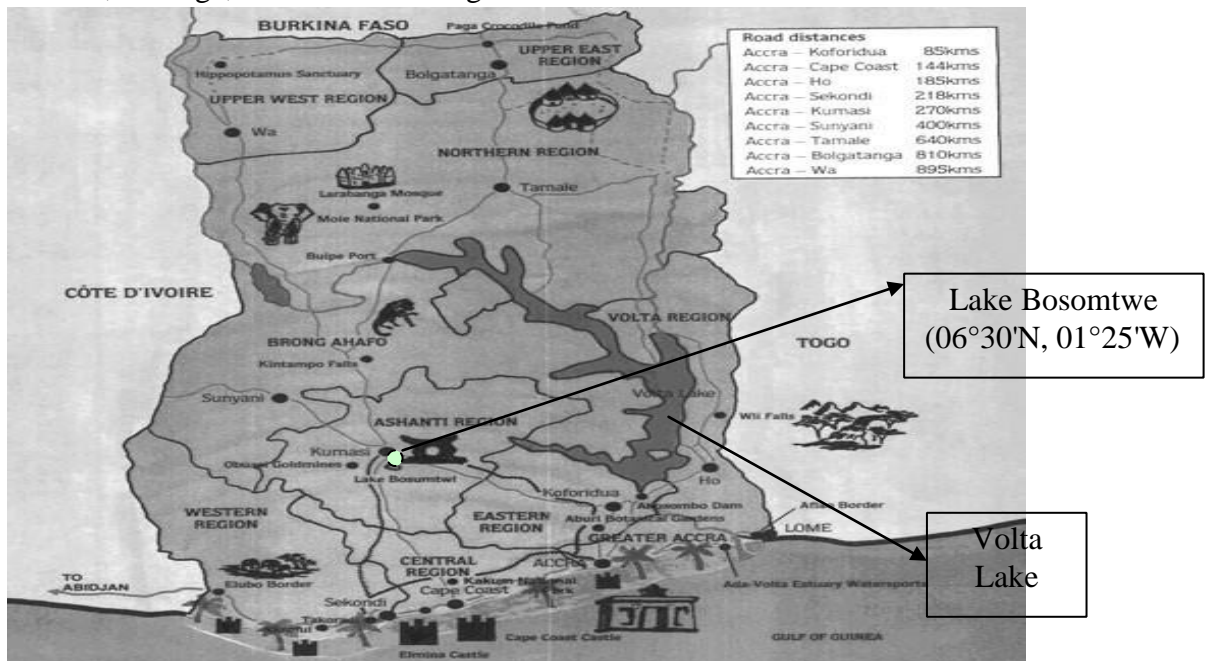 BURKINA FASO
Paga Crocodile Pond
UPPER EAST
REGION
Hippopotamus Sanctuary
Bolgatanga
UPPER WEST REGION
Wa
NORTHERN REGION
Larabanga Mosque
Tamale
Mole National Park
Buipe Port
CÔTE D'IVOIRE
VOLTA REGION
BRONG AHAFO
TOGO
Kintampo Falls
Sunyani
Volta Lake
Wli Falls
ASHANTI REGION
Kumasi
Obuasi Goldmines
Lake Bosumtwi
Ho
Koforidua
Akosombo Dam
WESTERN
REGION
EASTERN
REGION
Aburi Botanical Gardens
Aflao Border
LOME
GREATER ACCRA
CENTRAL
REGION
ACCRA
TO
ABIDJAN
Elubo Border
Kakum National
Park
Ada-Volta Estuary Watersports
Cape Coast
Sekondi
Takoradi
Cape Coast Castle
Elmina Castle
GULF OF GUINEA
Road distances
Accra – Koforidua 85kms
Accra – Cape Coast 144kms
Accra – Ho 185kms
Accra – Sekondi 218kms
Accra – Kumasi 270kms
Accra – Sunyani 400kms
Accra – Tamale 640kms
Accra – Bolgatanga 810kms
Accra – Wa 895kms
Lake Bosomtwe
(06°30'N, 01°25'W)
Volta
Lake